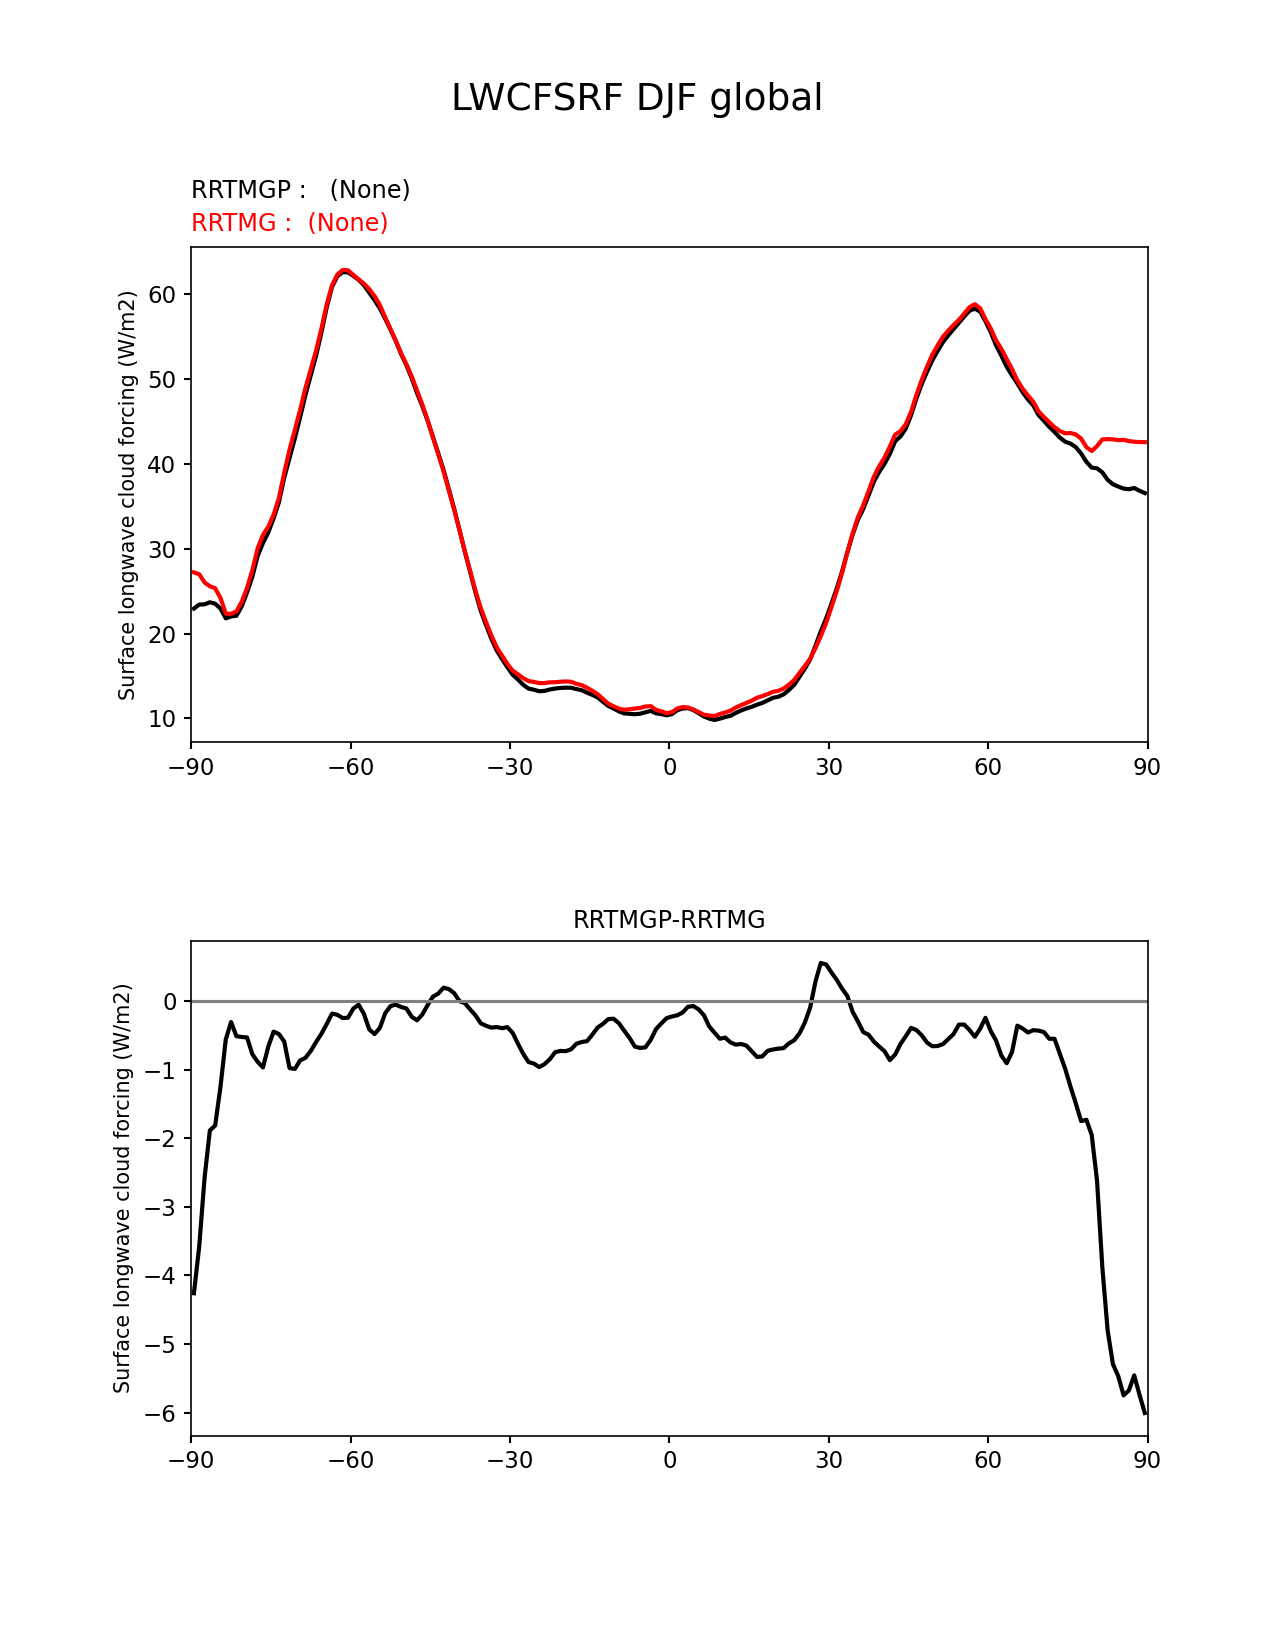 LWCFSRF DJF global
RRTMGP :   (None)
RRTMG :  (None)
Surface longwave cloud forcing (W/m2)
60
50
40
30
20
10
−90 −60 −30 0 30 60 90
RRTMGP-RRTMG
Surface longwave cloud forcing (W/m2)
0
−1
−2
−3
−4
−5
−6
−90 −60 −30 0 30 60 90